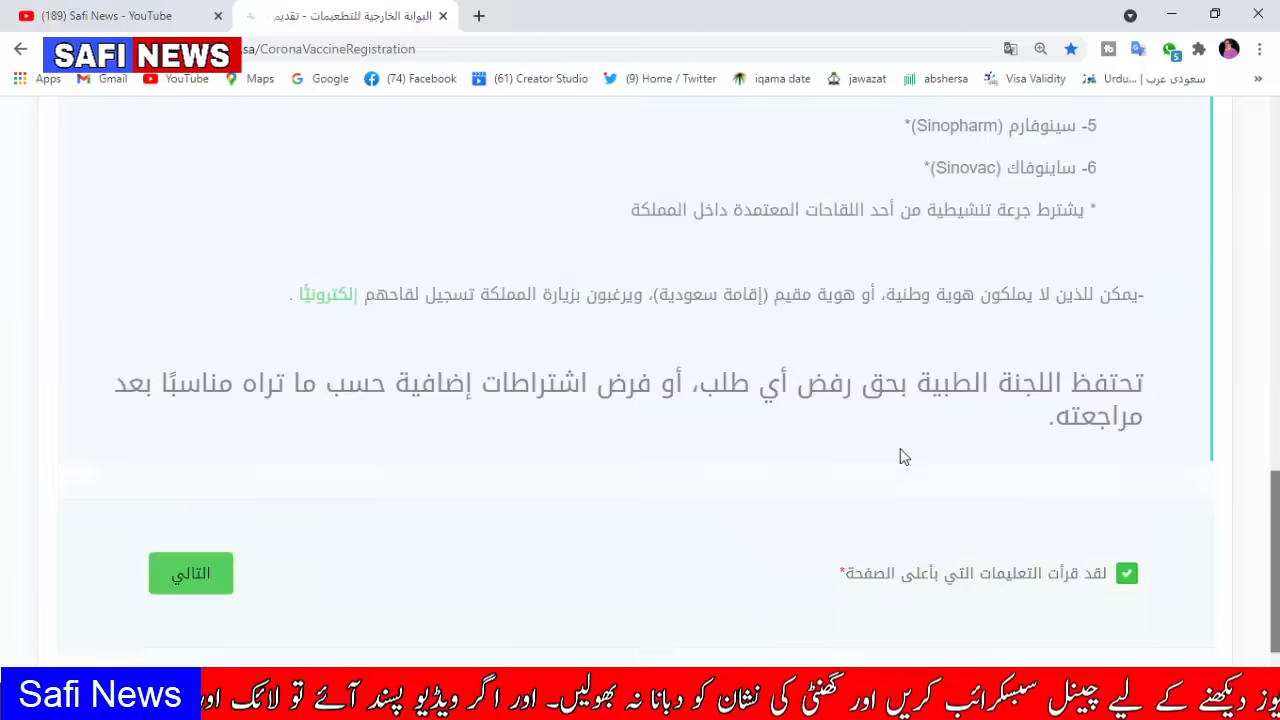 (189) Safi News - YouTube
البوابة الخارجية للتطعيمات - تقديم
SAFI NEWS
sa/CoronaVaccineRegistration
5
Apps Gmail YouTube Maps Google (74) Facebook (61) Creator Studio (9) Home / Twitter iqama date jawazat abshersa Visa Validity Urdu... | سعودی عرب »
5- سينوفارم (Sinopharm)*
6- ساينوفاك (Sinovac)*
* يشترط جرعة تنشيطية من أحد اللقاحات المعتمدة داخل المملكة
-يمكن للذين لا يملكون هوية وطنية، أو هوية مقيم (إقامة سعودية)، ويرغبون بزيارة المملكة تسجيل لقاحهم إلكترونيًّا .
تحتفظ اللجنة الطبية بحق رفض أي طلب، أو فرض اشتراطات إضافية حسب ما تراه مناسبًا بعد
مراجعته.
لقد قرأت التعليمات التي بأعلى الصفحة*
التالي
Safi News
یوز دیکھنے کے لیے چینل سبسکرائب کریں اور گھنٹی کی نشان کو دبانا نہ بھولیں۔ اور اگر ویڈیو پسند آئے تو لائک اور